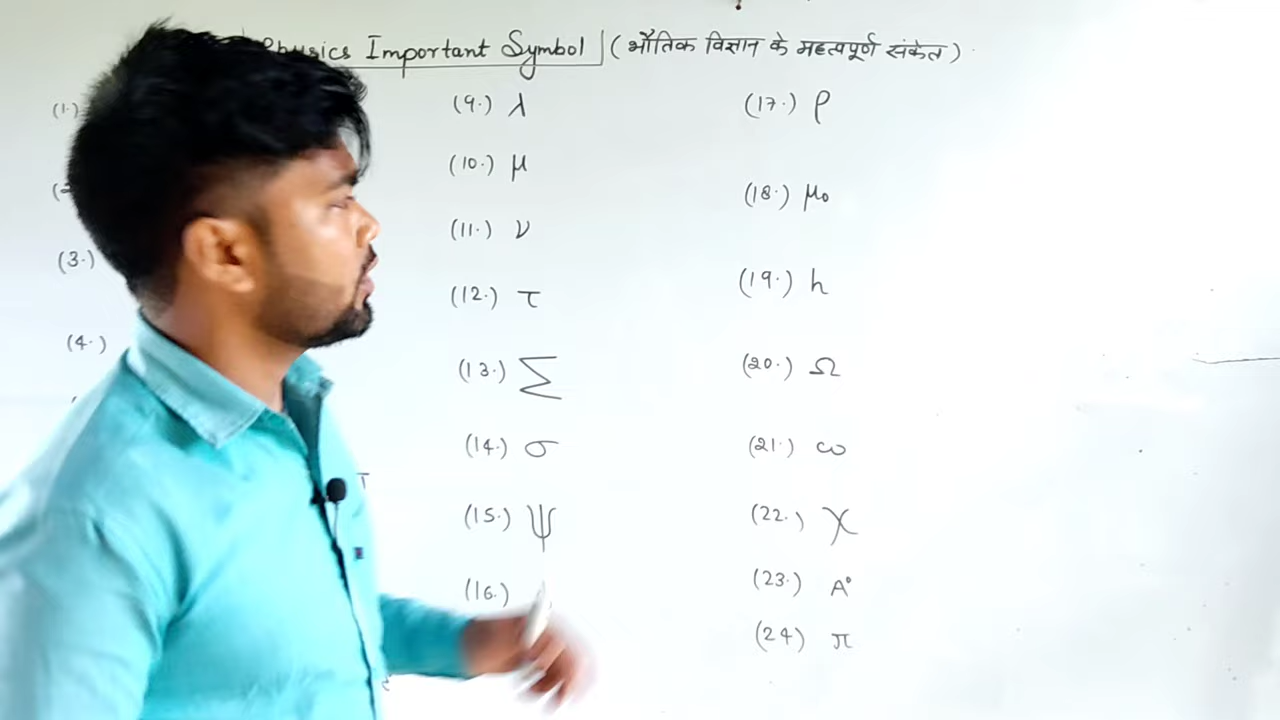 Physics Important Symbol (भौतिक विज्ञान के महत्वपूर्ण संकेत)
(1.)
(3.)
(4.)
(9.) λ
(10.) μ
(11.) ν
(12.) τ
(13.) Σ
(14.) σ
(15.) ψ
(16.)
(17.) ρ
(18.) μ₀
(19.) h
(20.) Ω
(21.) ω
(22.) χ
(23.) A°
(24) π